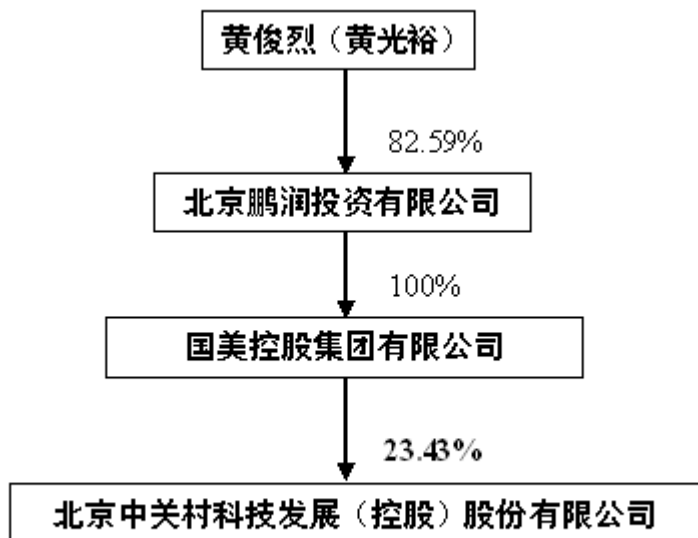 黄俊烈（黄光裕）
82.59%
北京鹏润投资有限公司
100%
国美控股集团有限公司
23.43%
北京中关村科技发展（控股）股份有限公司